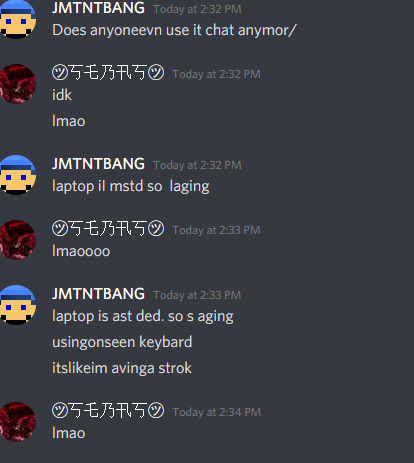 JMTNTBANG Today at 2:32 PM
Does anyoneevn use it chat anymor/
㋡丂乇乃卂丂㋡ Today at 2:32 PM
idk
lmao
JMTNTBANG Today at 2:32 PM
laptop il mstd so laging
㋡丂乇乃卂丂㋡ Today at 2:33 PM
lmaoooo
JMTNTBANG Today at 2:33 PM
laptop is ast ded. so s aging
usingonseen keybard
itslikeim avinga strok
㋡丂乇乃卂丂㋡ Today at 2:34 PM
lmao